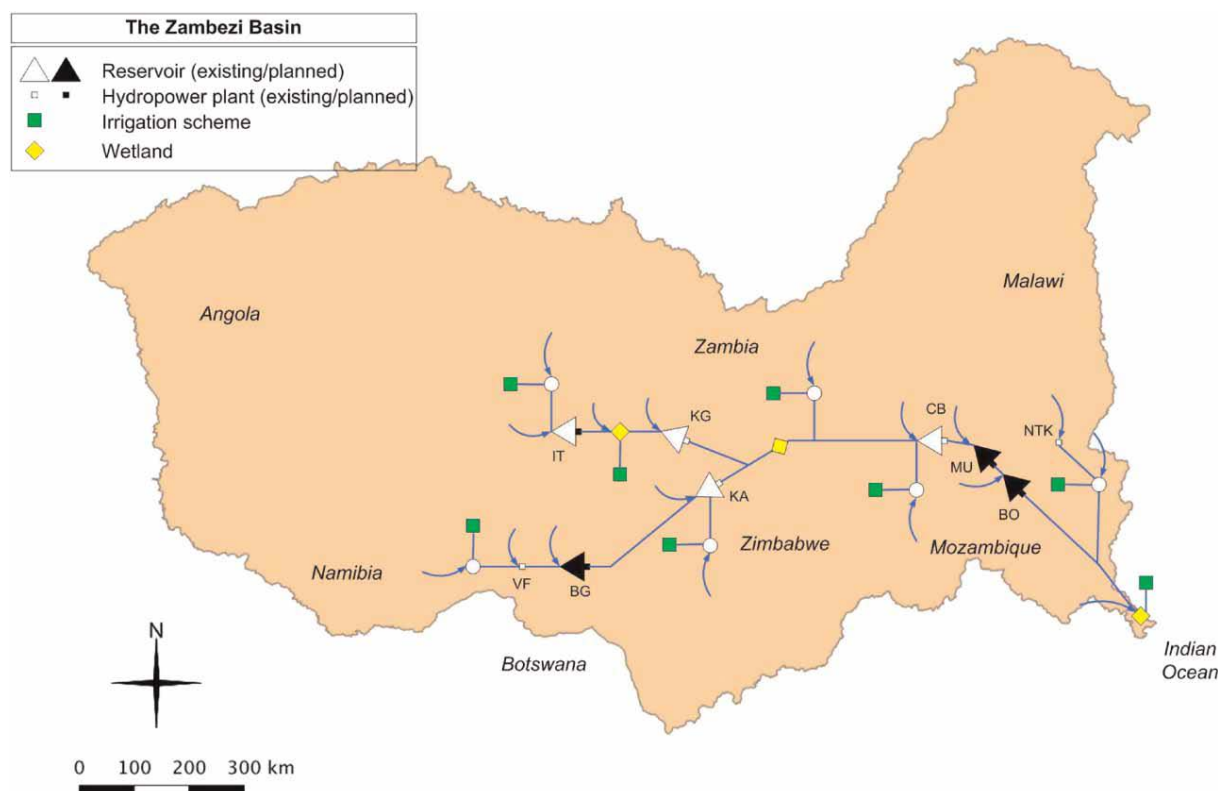 The Zambezi Basin
Reservoir (existing/planned)
Hydropower plant (existing/planned)
Irrigation scheme
Wetland
Angola
Malawi
Zambia
KG
CB
NTK
IT
MU
KA
BO
Zimbabwe
Mozambique
Namibia
VF
BG
Botswana
Indian
Ocean
N
0 100 200 300 km